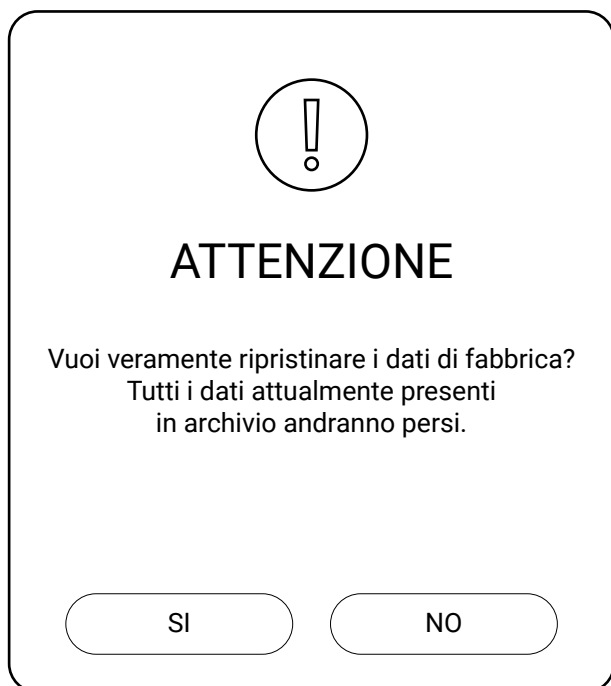 ATTENZIONE
Vuoi veramente ripristinare i dati di fabbrica?
Tutti i dati attualmente presenti
in archivio andranno persi.
SI
NO